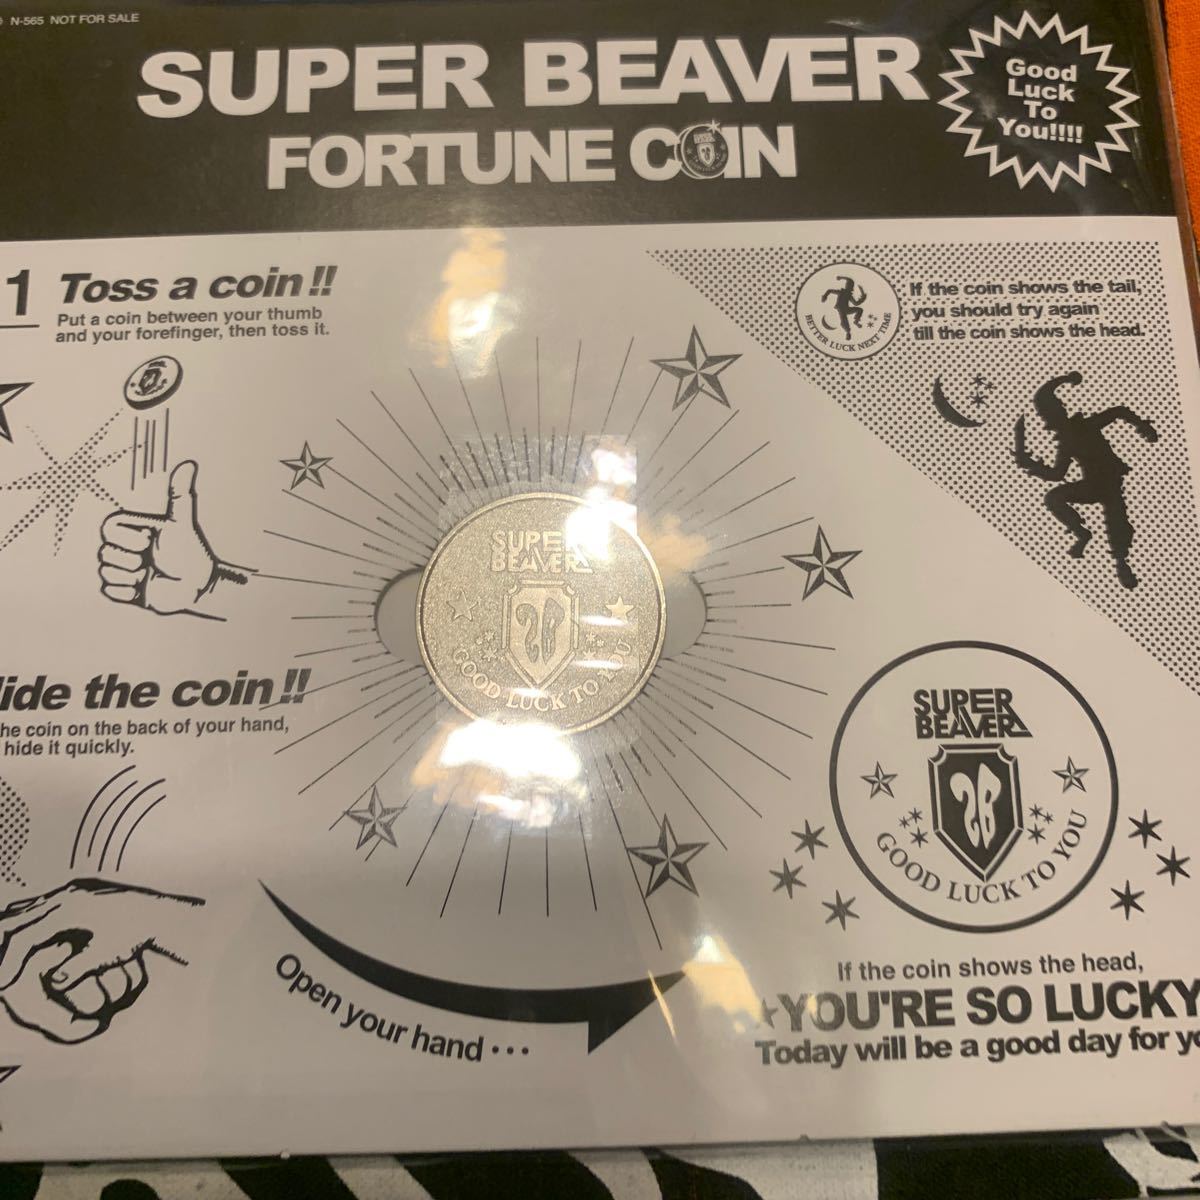 N-565 NOT FOR SALE
SUPER BEAVER
FORTUNE COIN
Good
Luck
To
You!!!!
1
Toss a coin!!
Put a coin between your thumb
and your forefinger, then toss it.
BETTER LUCK NEXT TIME
If the coin shows the tail,
you should try again
till the coin shows the head.
SUPER
BEAVER
SB
GOOD LUCK TO YOU
ide the coin!!
he coin on the back of your hand,
hide it quickly.
Open your hand ···
SUPER
BEAVER
SB
GOOD LUCK TO YOU
If the coin shows the head,
★YOU'RE SO LUCKY
Today will be a good day for yo